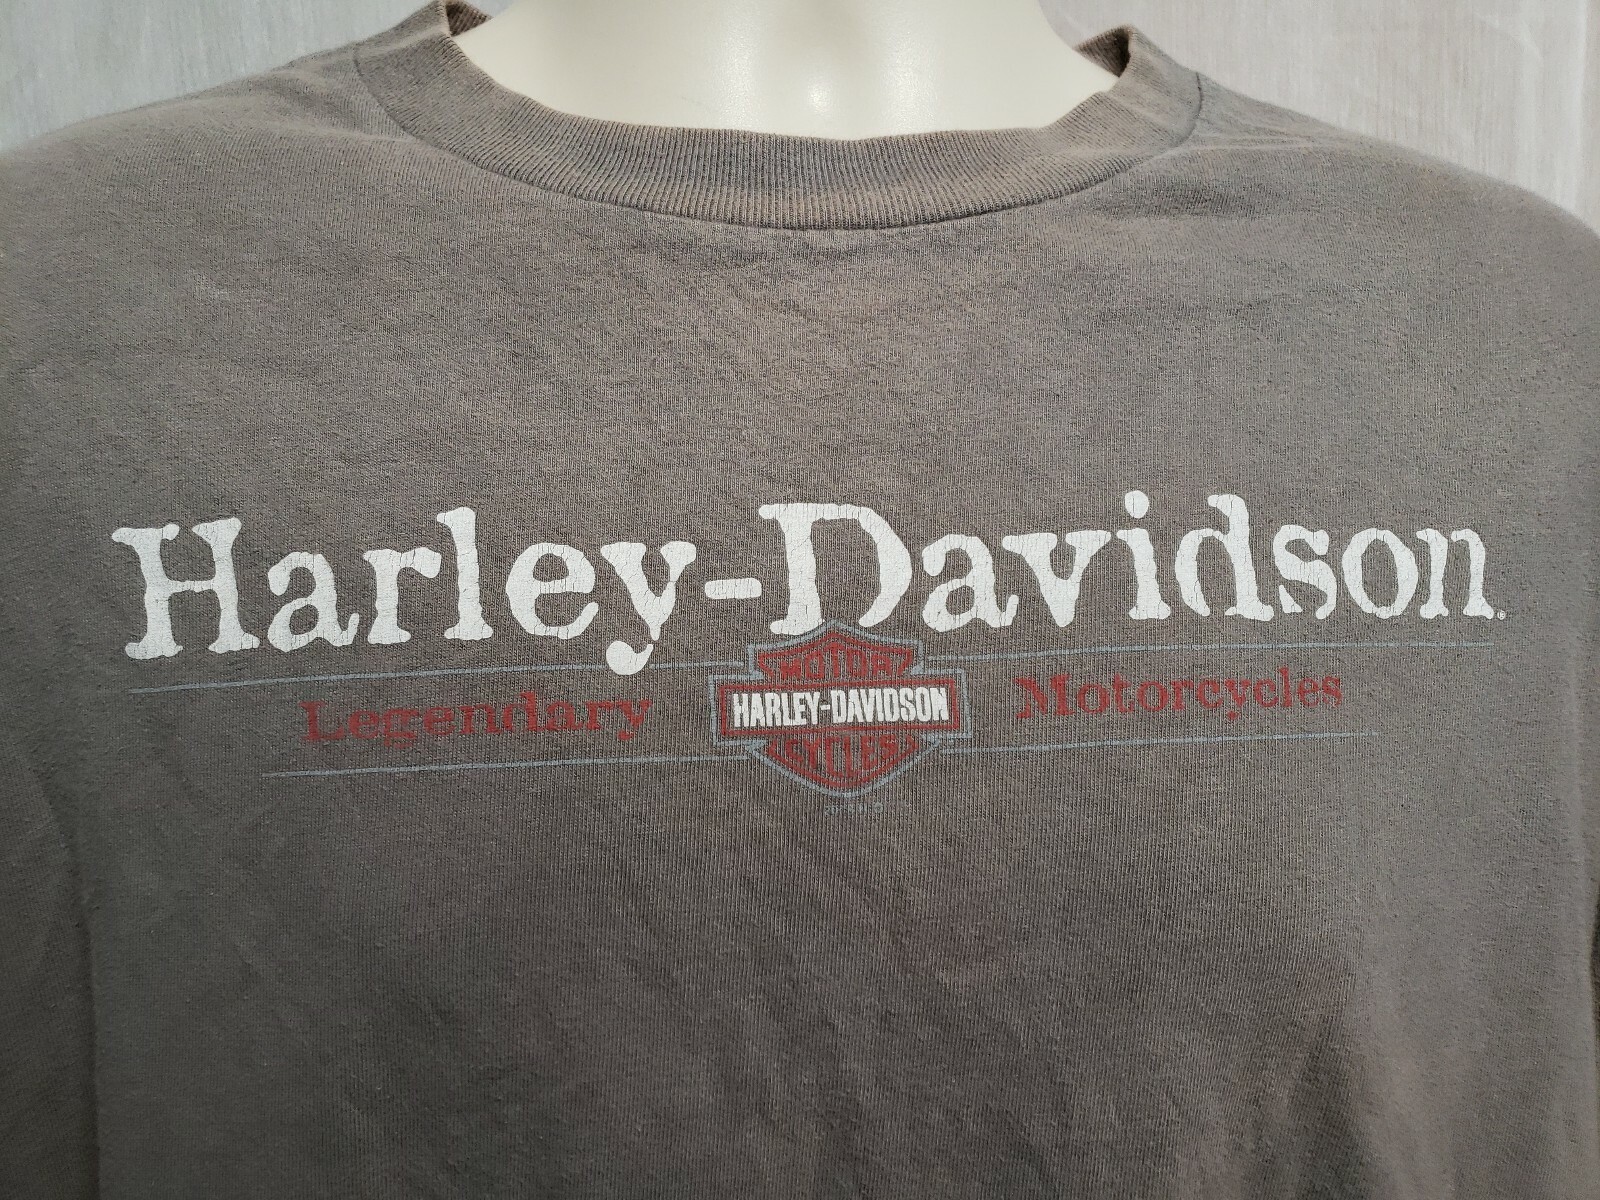 Harley-Davidson.
Legendary Motorcycles
MOTOR
HARLEY-DAVIDSON
CYCLES